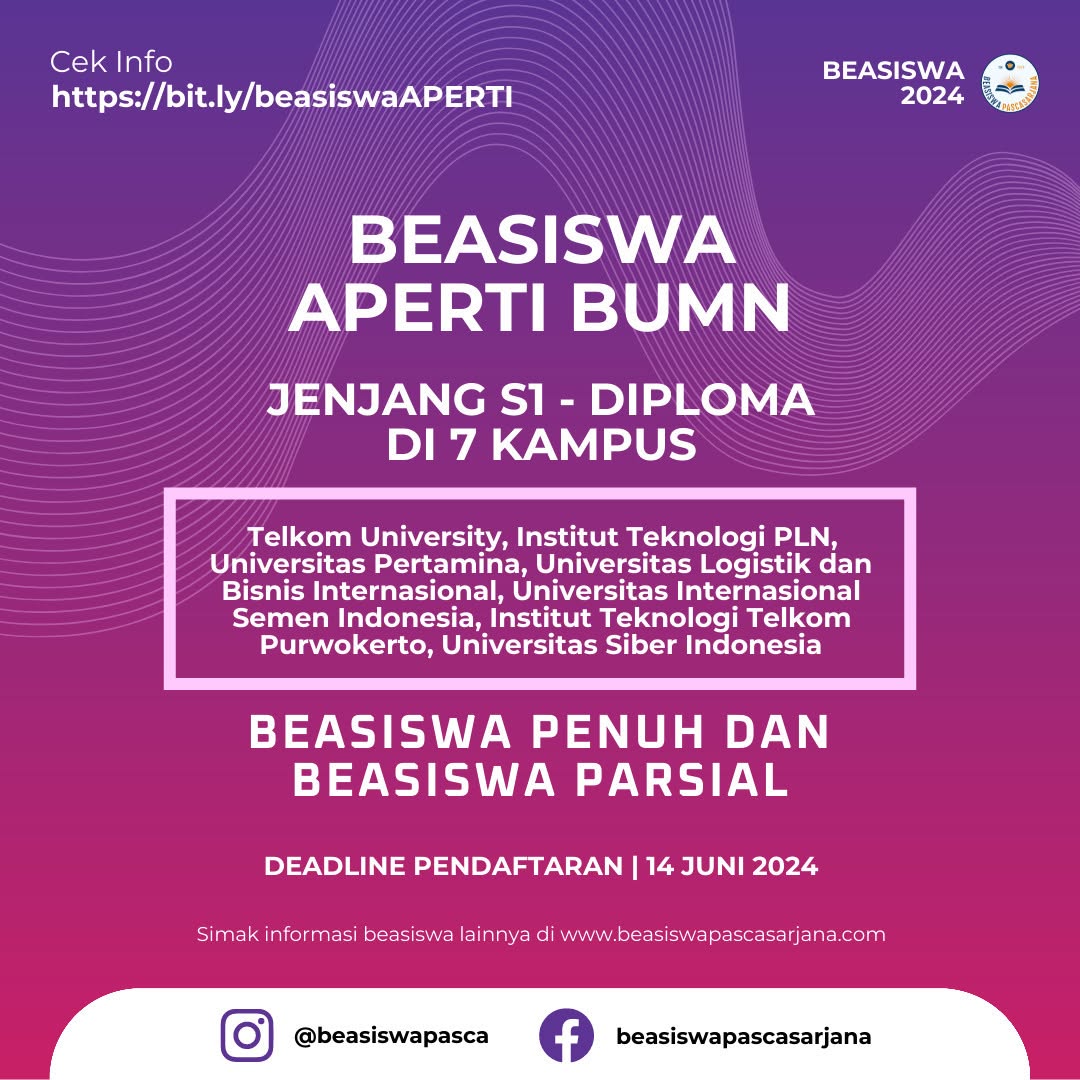 Cek Info
https://bit.ly/beasiswaAPERTI
BEASISWA
2024
BEASISWA PASCASARJANA
BEASISWA
APERTI BUMN
JENJANG S1 - DIPLOMA
DI 7 KAMPUS
Telkom University, Institut Teknologi PLN,
Universitas Pertamina, Universitas Logistik dan
Bisnis Internasional, Universitas Internasional
Semen Indonesia, Institut Teknologi Telkom
Purwokerto, Universitas Siber Indonesia
BEASISWA PENUH DAN
BEASISWA PARSIAL
DEADLINE PENDAFTARAN | 14 JUNI 2024
Simak informasi beasiswa lainnya di www.beasiswapascasarjana.com
@beasiswapasca
beasiswapascasarjana